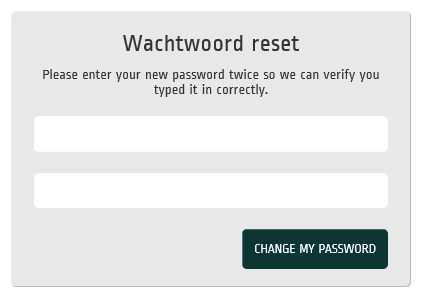 Wachtwoord reset
Please enter your new password twice so we can verify you
typed it in correctly.
CHANGE MY PASSWORD